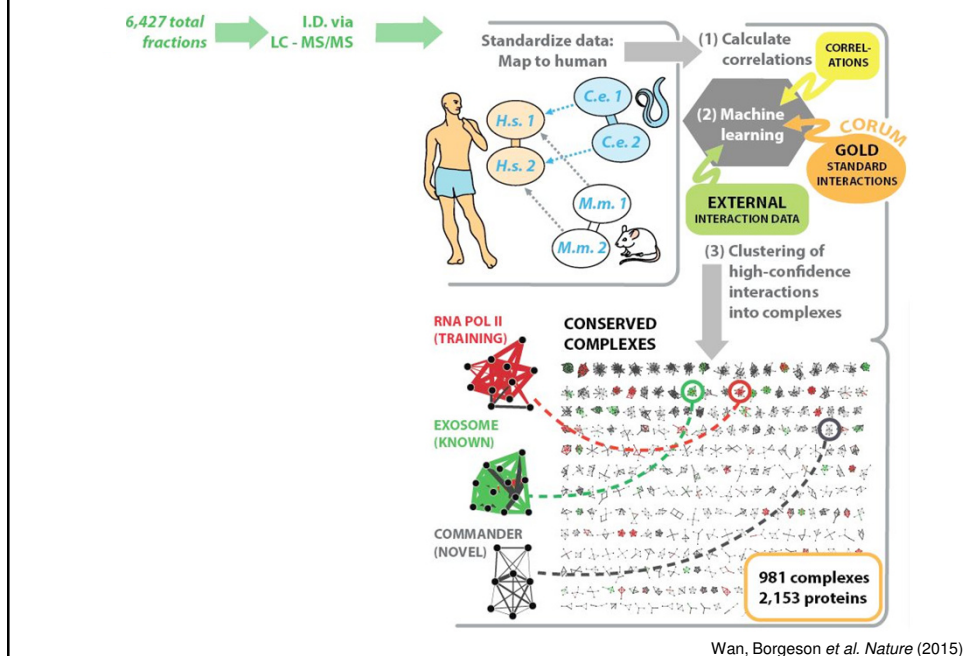 6,427 total
fractions
I.D. via
LC - MS/MS
Standardize data:
Map to human
(1) Calculate
correlations
CORREL-
ATIONS
(2) Machine
learning
CORUM
GOLD
STANDARD
INTERACTIONS
EXTERNAL
INTERACTION DATA
H.s. 1
H.s. 2
C.e. 1
C.e. 2
M.m. 1
M.m. 2
(3) Clustering of
high-confidence
interactions
into complexes
RNA POL II
(TRAINING)
CONSERVED
COMPLEXES
EXOSOME
(KNOWN)
COMMANDER
(NOVEL)
981 complexes
2,153 proteins
Wan, Borgeson et al. Nature (2015)